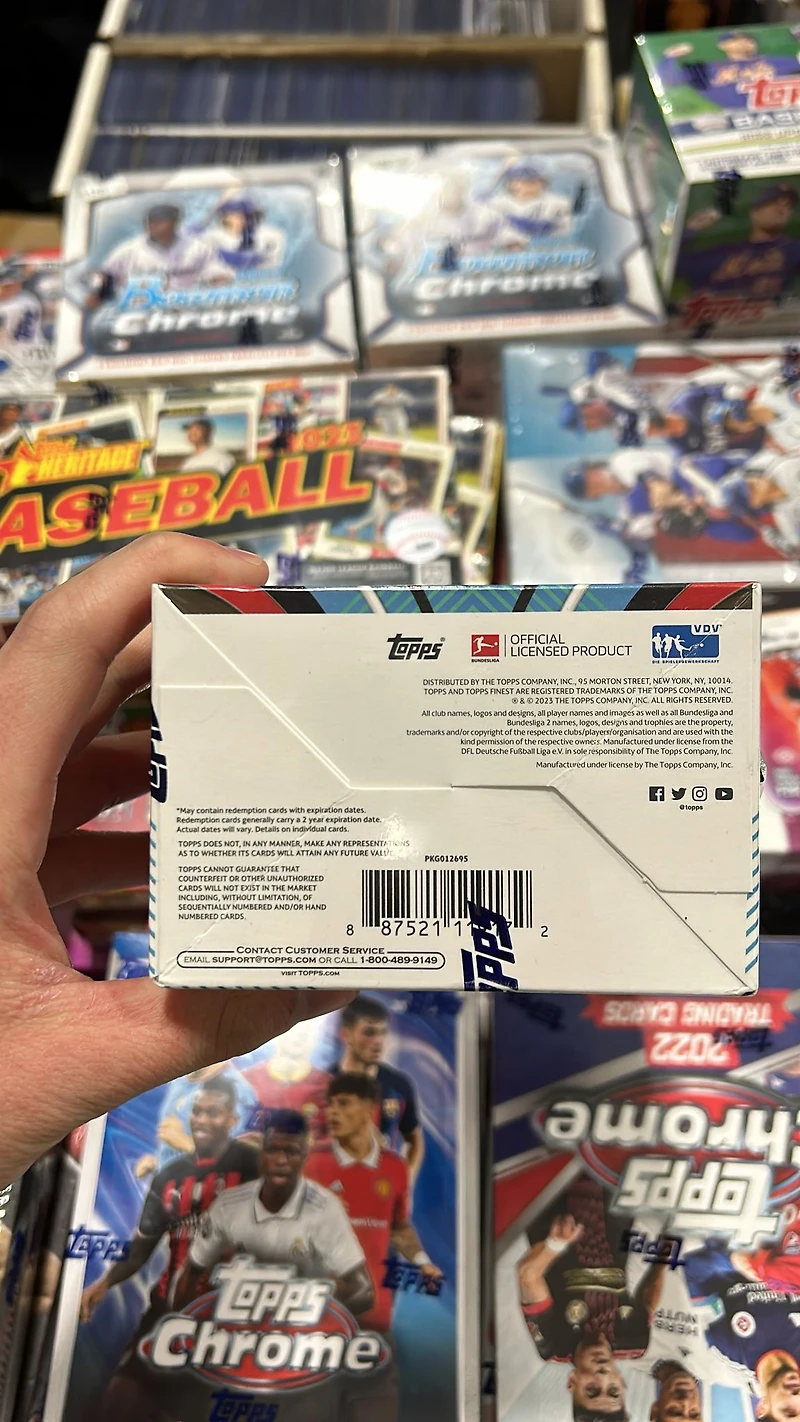 Bowman
Chrome
Bowman
Chrome
Topps
HERITAGE
2023
ASEBALL
Topps
BUNDESLIGA
OFFICIAL
LICENSED PRODUCT
VDV
DIE SPIELERGEWERKSCHAFT
DISTRIBUTED BY THE TOPPS COMPANY, INC., 95 MORTON STREET, NEW YORK, NY, 10014.
TOPPS AND TOPPS FINEST ARE REGISTERED TRADEMARKS OF THE TOPPS COMPANY, INC.
® & © 2023 THE TOPPS COMPANY, INC. ALL RIGHTS RESERVED.
All club names, logos and designs, all player names and images as well as all Bundesliga and
Bundesliga 2 names, logos, designs and trophies are the property,
trademarks and/or copyright of the respective clubs/players/organisation and are used with the
kind permission of the respective owners. Manufactured under license from the
DFL Deutsche Fußball Liga e.V. in sole responsibility of The Topps Company, Inc.
Manufactured under license by The Topps Company, Inc.
@topps
*May contain redemption cards with expiration dates.
Redemption cards generally carry a 2 year expiration date.
Actual dates will vary. Details on individual cards.
TOPPS DOES NOT, IN ANY MANNER, MAKE ANY REPRESENTATIONS
AS TO WHETHER ITS CARDS WILL ATTAIN ANY FUTURE VALUE.
TOPPS CANNOT GUARANTEE THAT
COUNTERFEIT OR OTHER UNAUTHORIZED
CARDS WILL NOT EXIST IN THE MARKET
INCLUDING, WITHOUT LIMITATION, OF
SEQUENTIALLY NUMBERED AND/OR HAND
NUMBERED CARDS.
PKG012695
8 87521 11 2
CONTACT CUSTOMER SERVICE
EMAIL SUPPORT@TOPPS.COM OR CALL 1-800-489-9149
VISIT TOPPS.COM
TRADING CARDS
2022
Chrome
Topps
Topps
Topps
Topps
Topps
Chrome
Topps